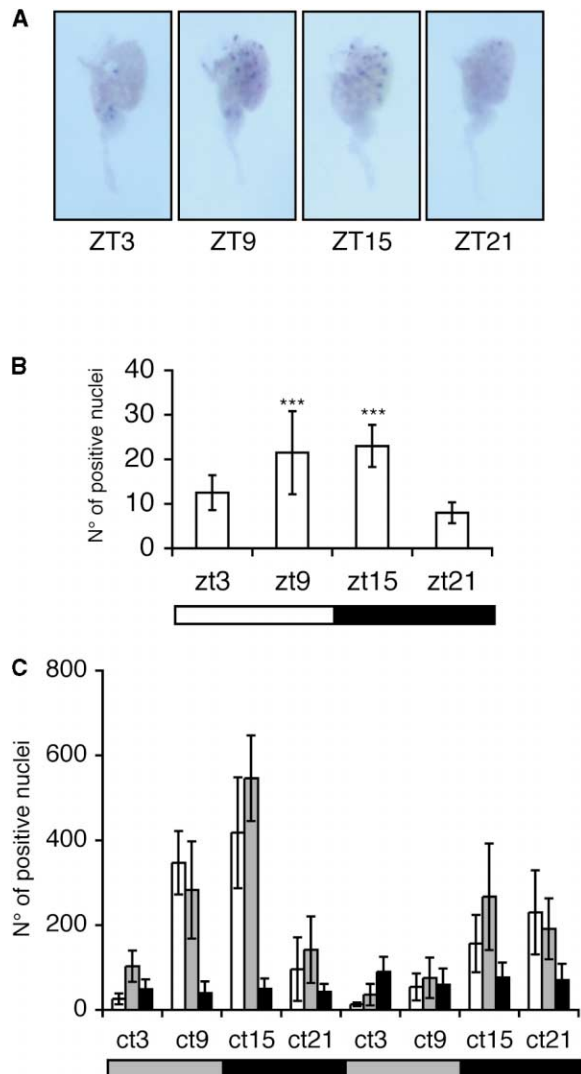 A
ZT3 ZT9 ZT15 ZT21
B
N° of positive nuclei
40
30
20
10
0
*** ***
zt3 zt9 zt15 zt21
C
N° of positive nuclei
800
600
400
200
0
ct3 ct9 ct15 ct21 ct3 ct9 ct15 ct21